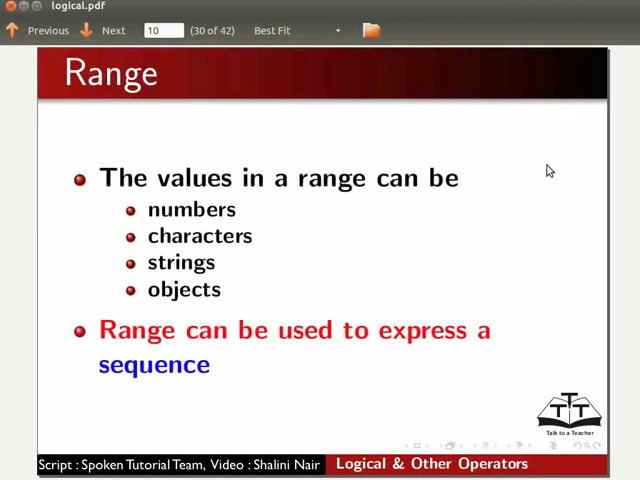 logical.pdf
Previous Next 10 (30 of 42) Best Fit
Range
The values in a range can be
numbers
characters
strings
objects
Range can be used to express a
sequence
TTT
Talk to a Teacher
Script : Spoken Tutorial Team, Video : Shalini Nair Logical & Other Operators